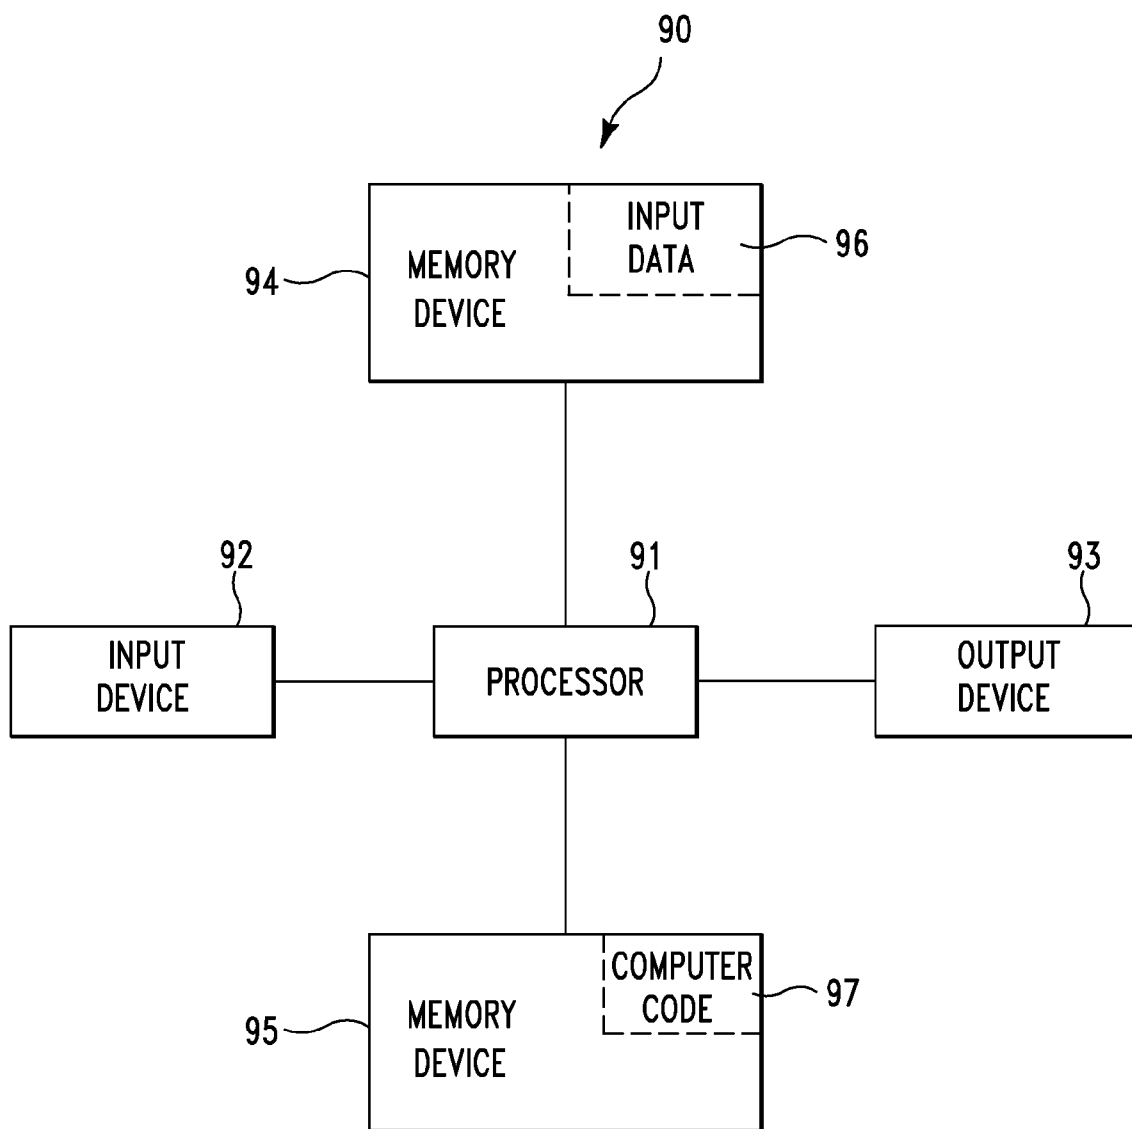 90
INPUT
DATA
96
MEMORY
DEVICE
94
92
91
93
INPUT
DEVICE
PROCESSOR
OUTPUT
DEVICE
COMPUTER
CODE
97
MEMORY
DEVICE
95